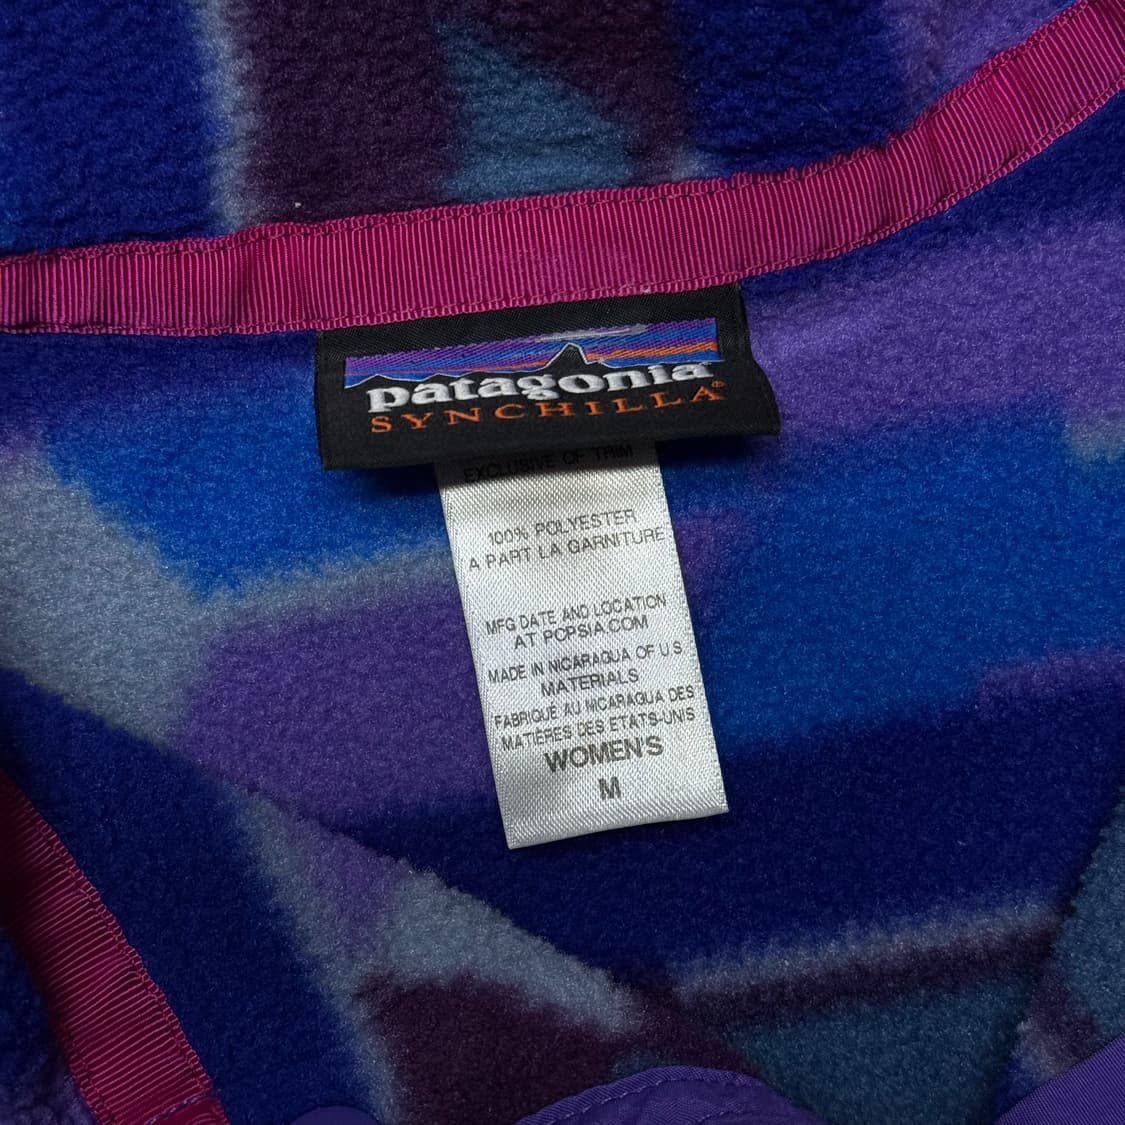 patagonia®
SYNCHILLA
EXCLUSIVE OF TRIM
100% POLYESTER
A PART LA GARNITURE
MFG DATE AND LOCATION
AT PCPSIA.COM
MADE IN NICARAGUA OF U.S.
MATERIALS
FABRIQUÉ AU NICARAGUA DES
MATIÈRES DES ÉTATS-UNIS
WOMEN'S
M